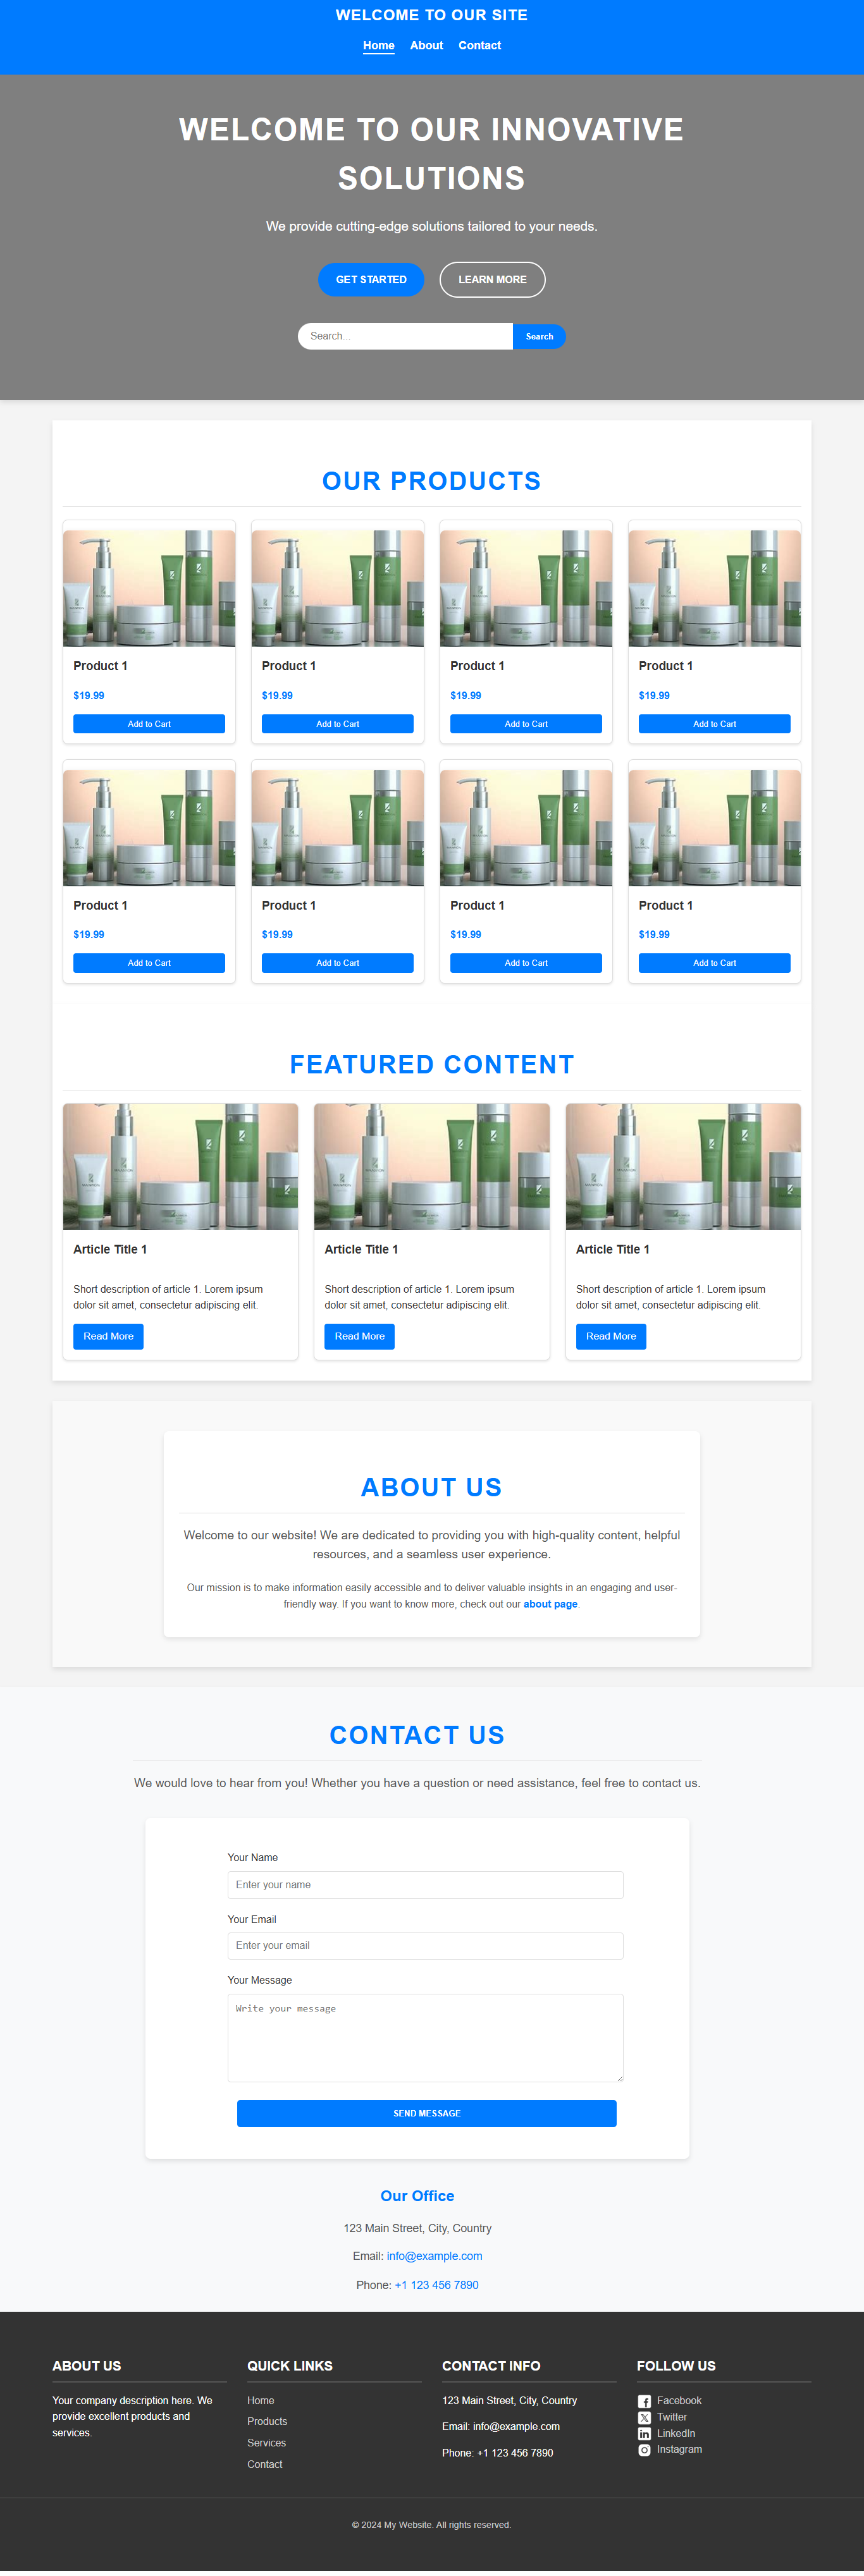 WELCOME TO OUR SITE
Home About Contact
WELCOME TO OUR INNOVATIVE
SOLUTIONS
We provide cutting-edge solutions tailored to your needs.
GET STARTED LEARN MORE
Search... Search
OUR PRODUCTS
Product 1 Product 1 Product 1 Product 1
$19.99 $19.99 $19.99 $19.99
Add to Cart Add to Cart Add to Cart Add to Cart
Product 1 Product 1 Product 1 Product 1
$19.99 $19.99 $19.99 $19.99
Add to Cart Add to Cart Add to Cart Add to Cart
FEATURED CONTENT
Article Title 1 Article Title 1 Article Title 1
Short description of article 1. Lorem ipsum Short description of article 1. Lorem ipsum Short description of article 1. Lorem ipsum
dolor sit amet, consectetur adipiscing elit. dolor sit amet, consectetur adipiscing elit. dolor sit amet, consectetur adipiscing elit.
Read More Read More Read More
ABOUT US
Welcome to our website! We are dedicated to providing you with high-quality content, helpful
resources, and a seamless user experience.
Our mission is to make information easily accessible and to deliver valuable insights in an engaging and user-
friendly way. If you want to know more, check out our about page.
CONTACT US
We would love to hear from you! Whether you have a question or need assistance, feel free to contact us.
Your Name
Enter your name
Your Email
Enter your email
Your Message
Write your message
SEND MESSAGE
Our Office
123 Main Street, City, Country
Email: info@example.com
Phone: +1 123 456 7890
ABOUT US
Your company description here. We
provide excellent products and
services.
QUICK LINKS
Home
Products
Services
Contact
CONTACT INFO
123 Main Street, City, Country
Email: info@example.com
Phone: +1 123 456 7890
FOLLOW US
Facebook
Twitter
LinkedIn
Instagram
© 2024 My Website. All rights reserved.